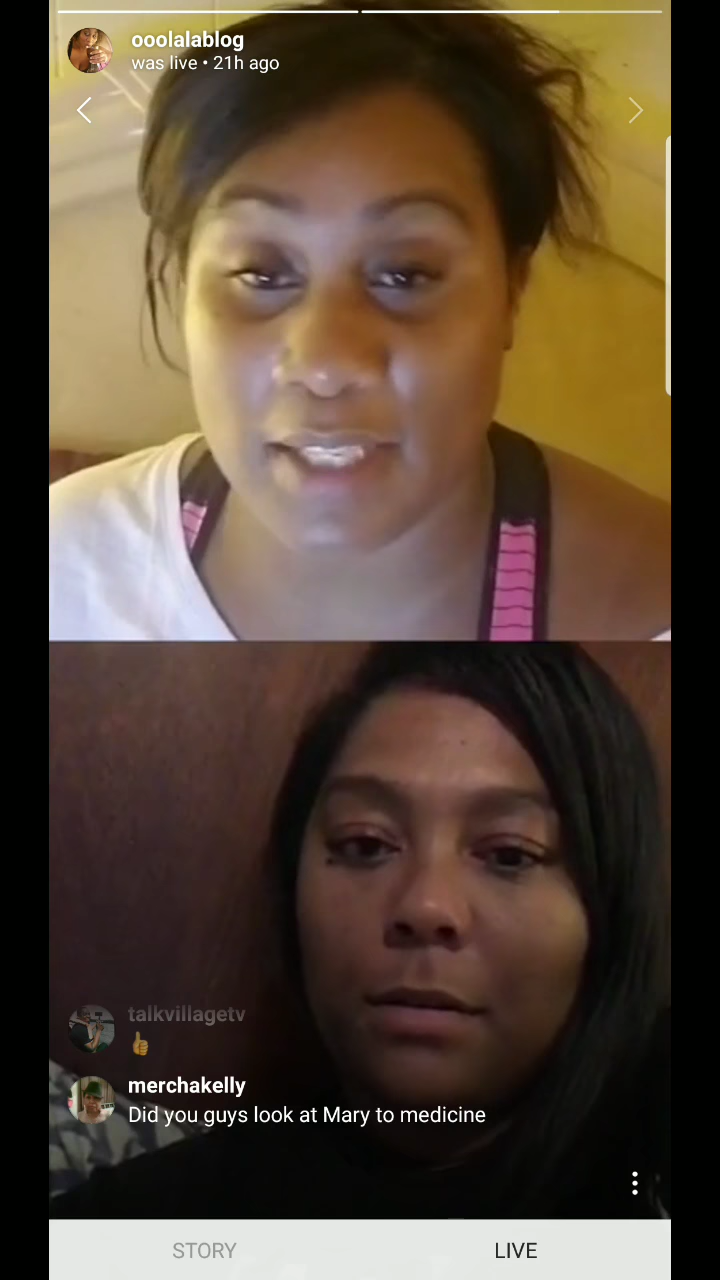 ooolalablog
was live • 21h ago
talkvillagetv
👍
merchakelly
Did you guys look at Mary to medicine
STORY
LIVE